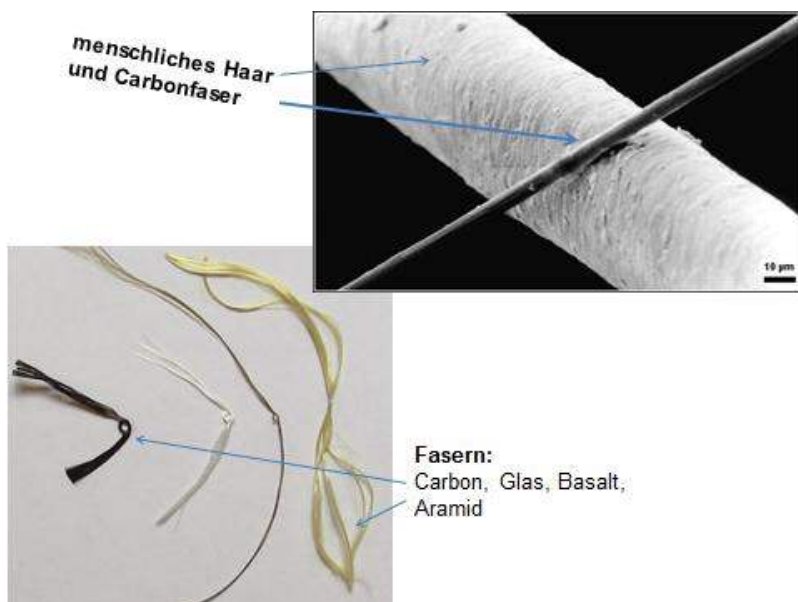 menschliches Haar
und Carbonfaser
10 µm
Fasern:
Carbon, Glas, Basalt,
Aramid